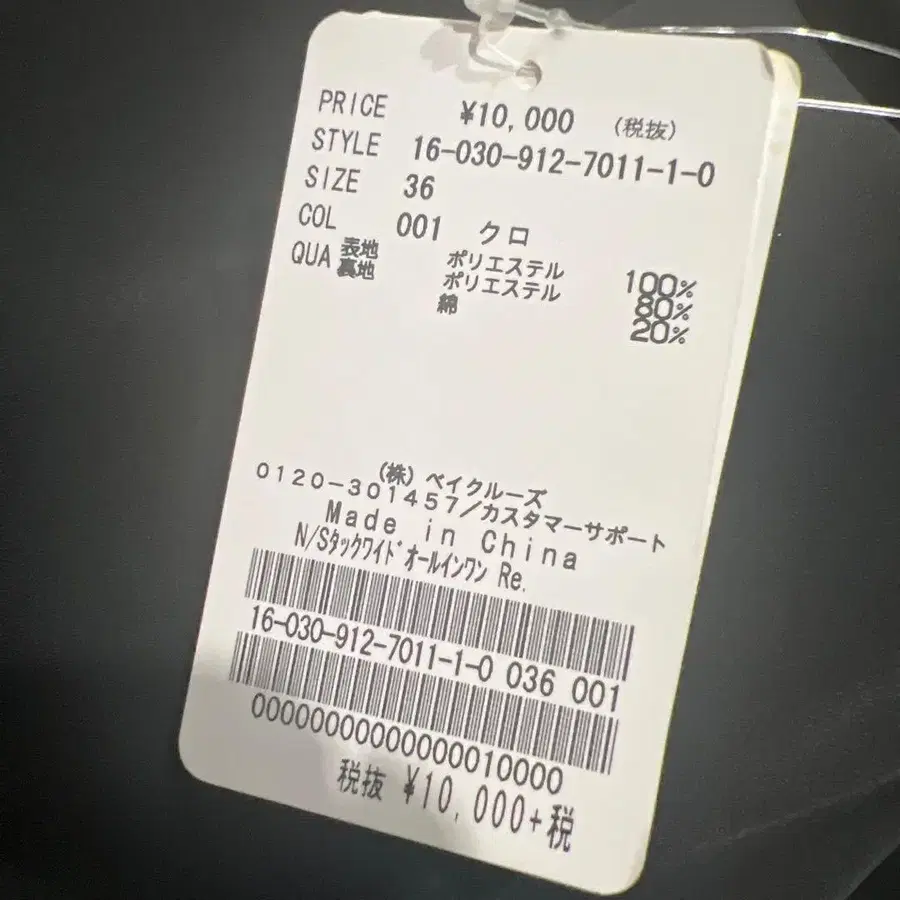 PRICE ¥10,000 (税抜)
STYLE 16-030-912-7011-1-0
SIZE 36
COL 001 クロ
QUA 表地 ポリエステル 100%
裏地 ポリエステル 80%
綿 20%
(株) ベイクルーズ
0120-301457/カスタマーサポート
Made in China
N/Sタックワイドオールインワン Re.
16-030-912-7011-1-0 036 001
00000000000000010000
税抜 ¥10,000+税